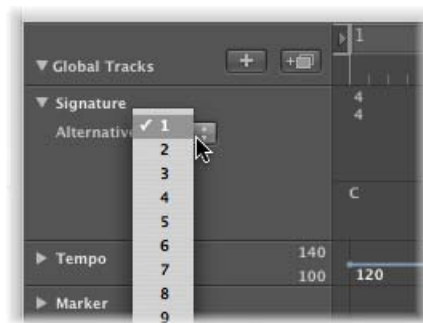 1
Global Tracks
Signature
4
4
Alternative
✓ 1
2
3
4
C
5
6
Tempo
140
7
100
120
8
Marker
9